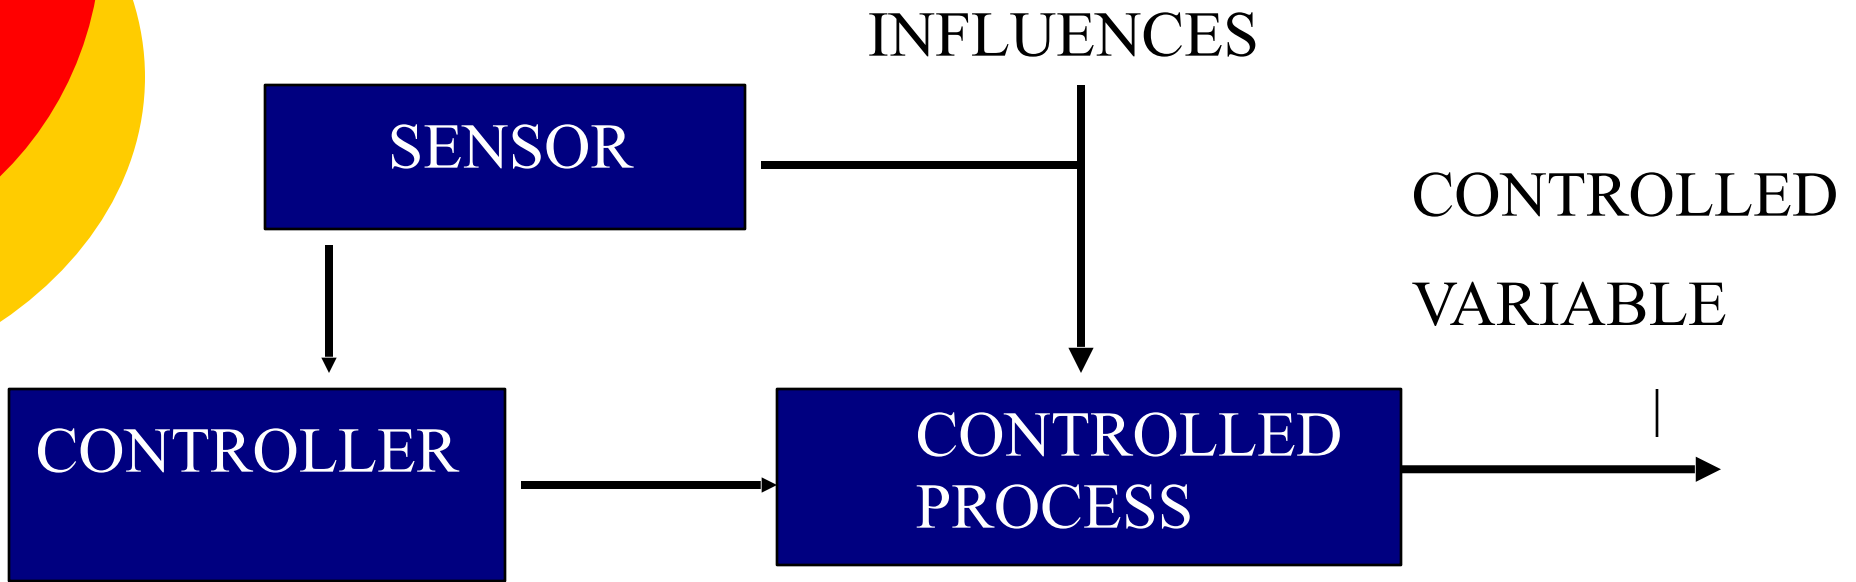 INFLUENCES
SENSOR
CONTROLLED
VARIABLE
CONTROLLER
CONTROLLED
PROCESS